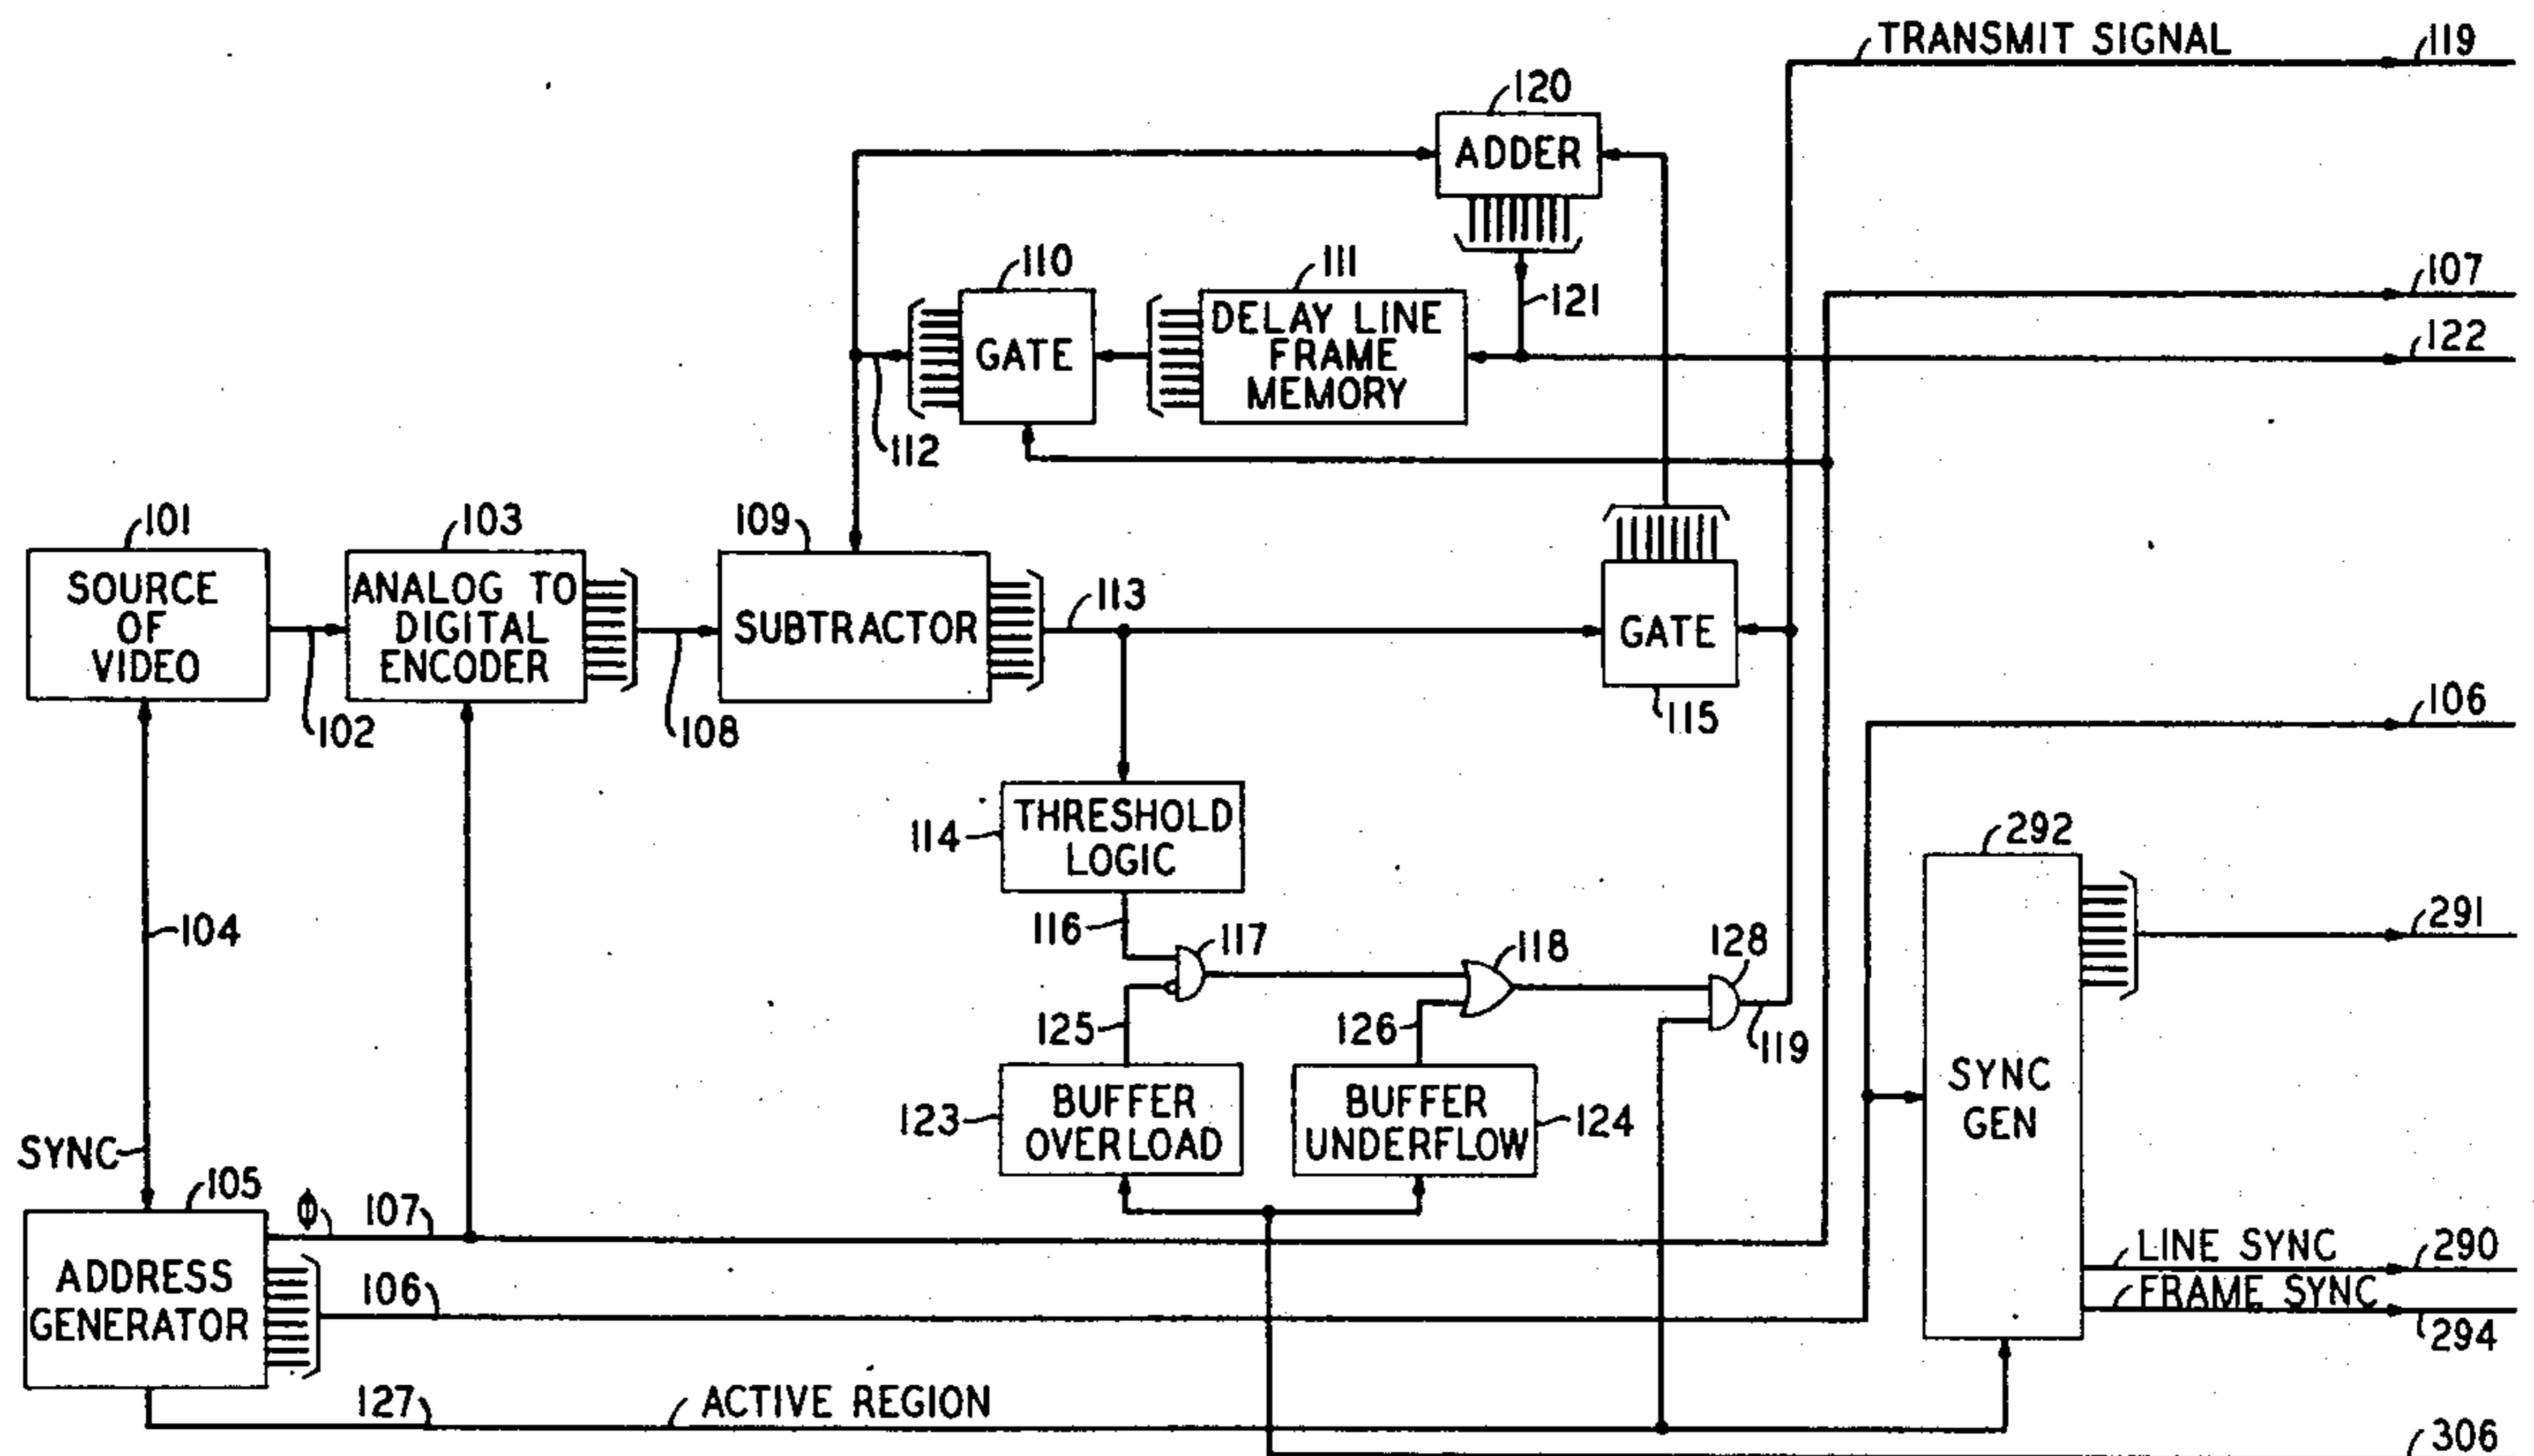 TRANSMIT SIGNAL
119
120
ADDER
110
111
107
DELAY LINE
FRAME
MEMORY
GATE
121
122
112
101
103
109
SOURCE
OF
VIDEO
ANALOG TO
DIGITAL
ENCODER
SUBTRACTOR
113
GATE
102
108
115
106
THRESHOLD
LOGIC
114
292
104
116
117
118
128
291
125
126
119
SYNC
GEN
BUFFER
OVERLOAD
123
BUFFER
UNDERFLOW
124
SYNC
105
Φ
107
LINE SYNC
290
ADDRESS
GENERATOR
106
FRAME SYNC
294
127
ACTIVE REGION
306